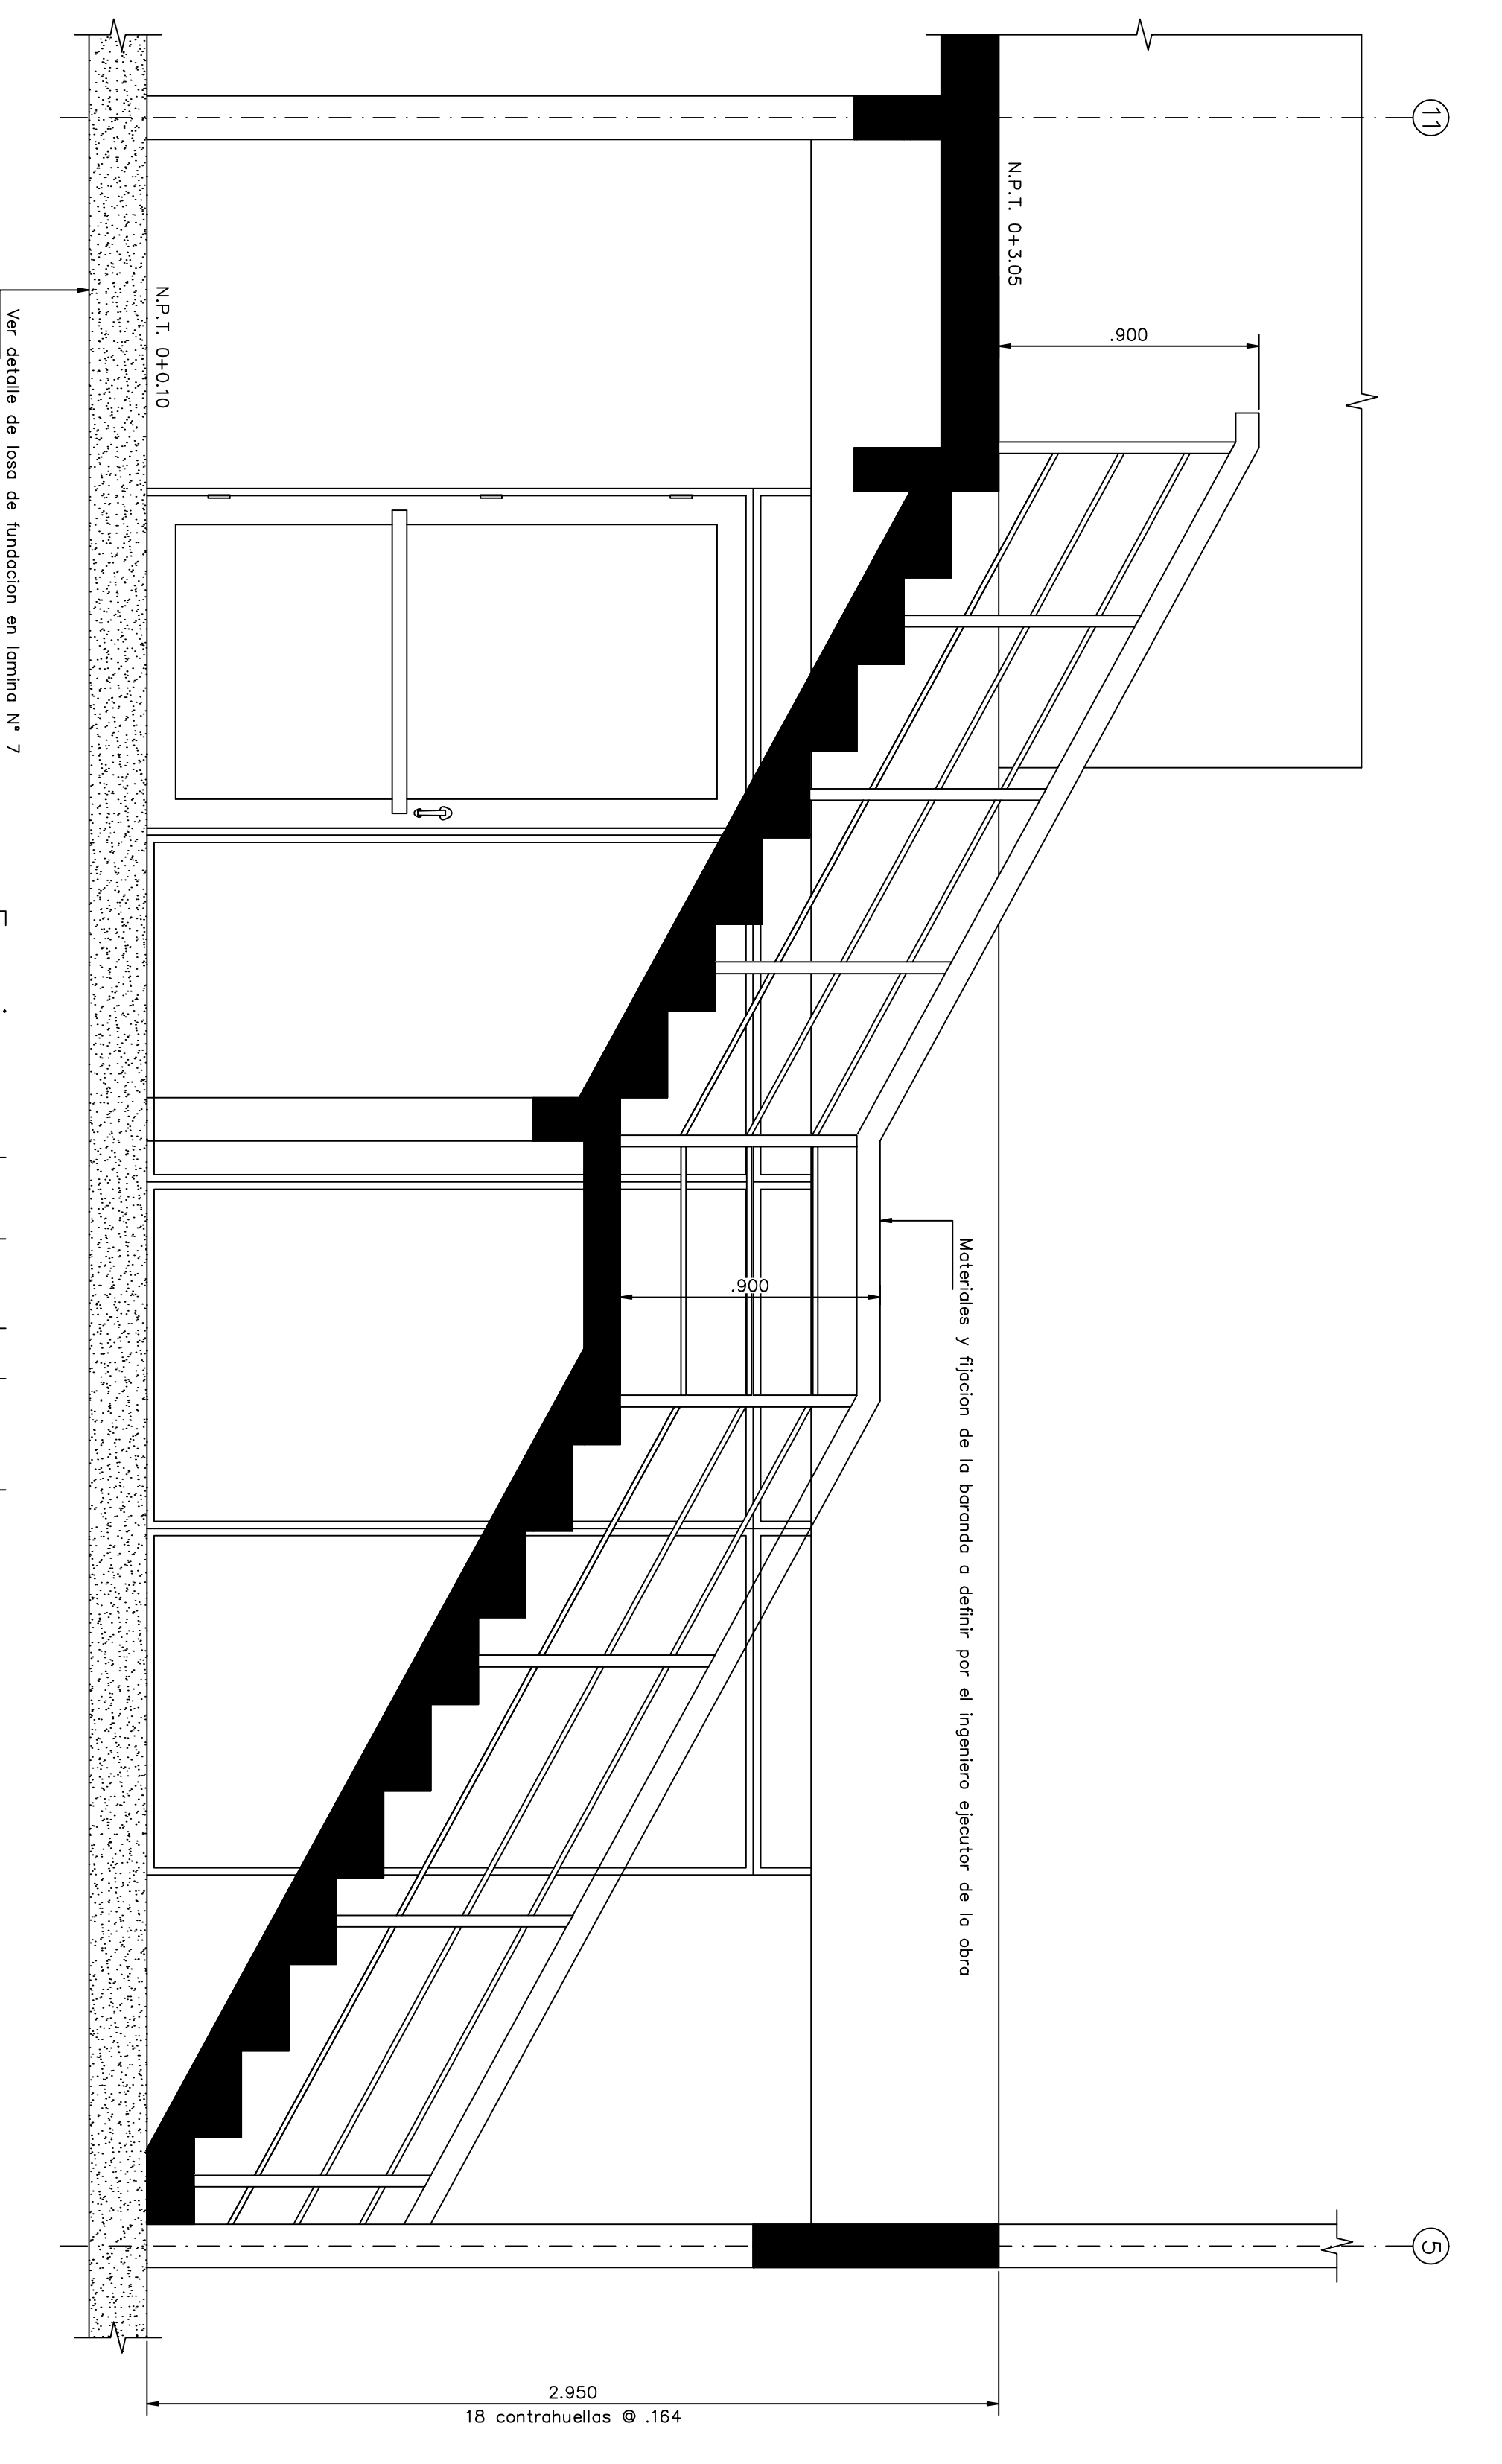 11
N.P.T. 0+3.05
.900
N.P.T. 0+0.10
Ver detalle de losa de fundacion en lamina N° 7
Materiales y fijacion de la baranda a definir por el ingeniero ejecutor de la obra
.900
5
2.950
18 contrahuellas @ .164